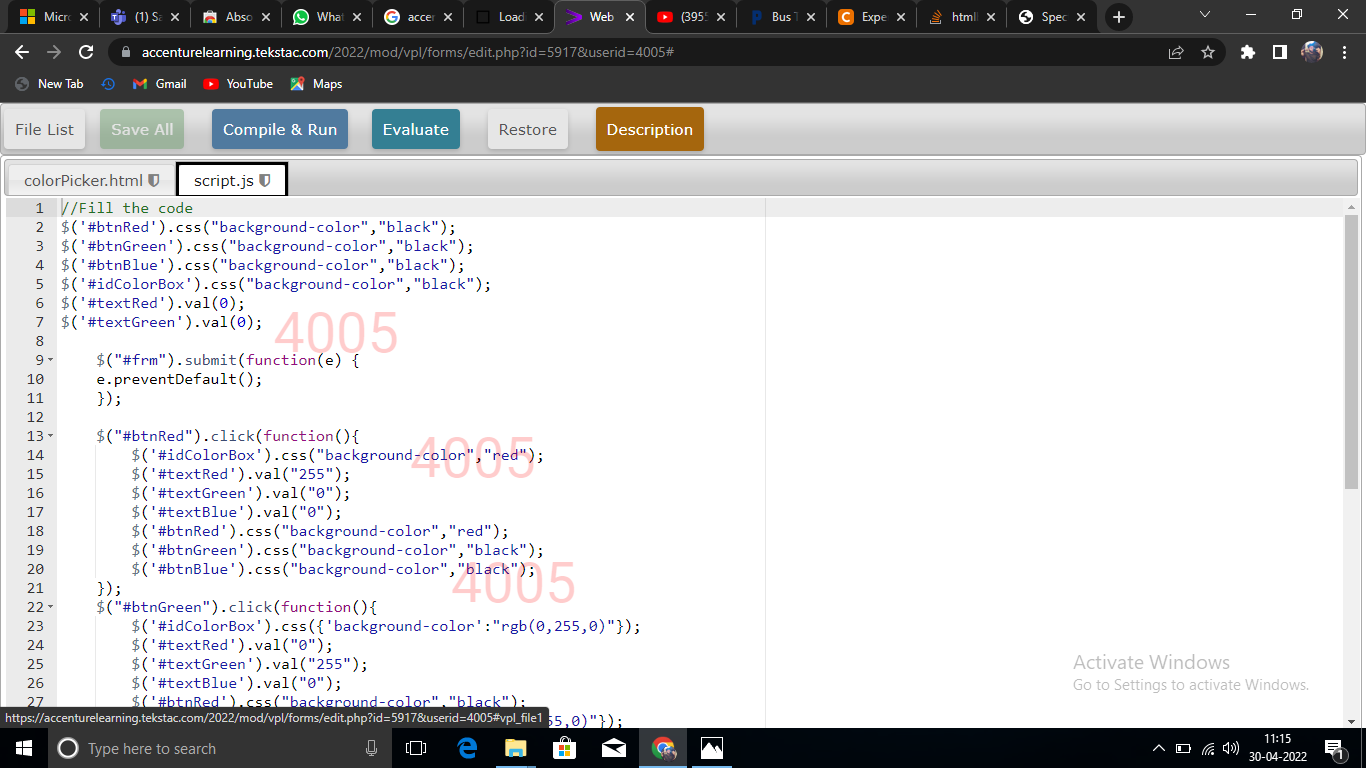 Micr
(1) Sa
Abso
What
accer
Loadi
Web
(395
Bus T
Expe
html
Spec
accenturelearning.tekstac.com/2022/mod/vpl/forms/edit.php?id=5917&userid=4005#
New Tab
Gmail
YouTube
Maps
File List
Save All
Compile & Run
Evaluate
Restore
Description
colorPicker.html
script.js
1 //Fill the code
2 $('#btnRed').css("background-color","black");
3 $('#btnGreen').css("background-color","black");
4 $('#btnBlue').css("background-color","black");
5 $('#idColorBox').css("background-color","black");
6 $('#textRed').val(0);
7 $('#textGreen').val(0);
4005
8
9 $("#frm").submit(function(e) {
10 e.preventDefault();
11 });
12
13 $("#btnRed").click(function(){
14 $('#idColorBox').css("background-color","red");
4005
15 $('#textRed').val("255");
16 $('#textGreen').val("0");
17 $('#textBlue').val("0");
18 $('#btnRed').css("background-color","red");
19 $('#btnGreen').css("background-color","black");
20 $('#btnBlue').css("background-color","black");
4005
21 });
22 $("#btnGreen").click(function(){
23 $('#idColorBox').css({'background-color':"rgb(0,255,0)"});
24 $('#textRed').val("0");
25 $('#textGreen').val("255");
26 $('#textBlue').val("0");
27 $('#btnRed').css("background-color","black");
55,0)"});
Activate Windows
Go to Settings to activate Windows.
https://accenturelearning.tekstac.com/2022/mod/vpl/forms/edit.php?id=5917&userid=4005#vpl_file1
Type here to search
11:15
30-04-2022
1